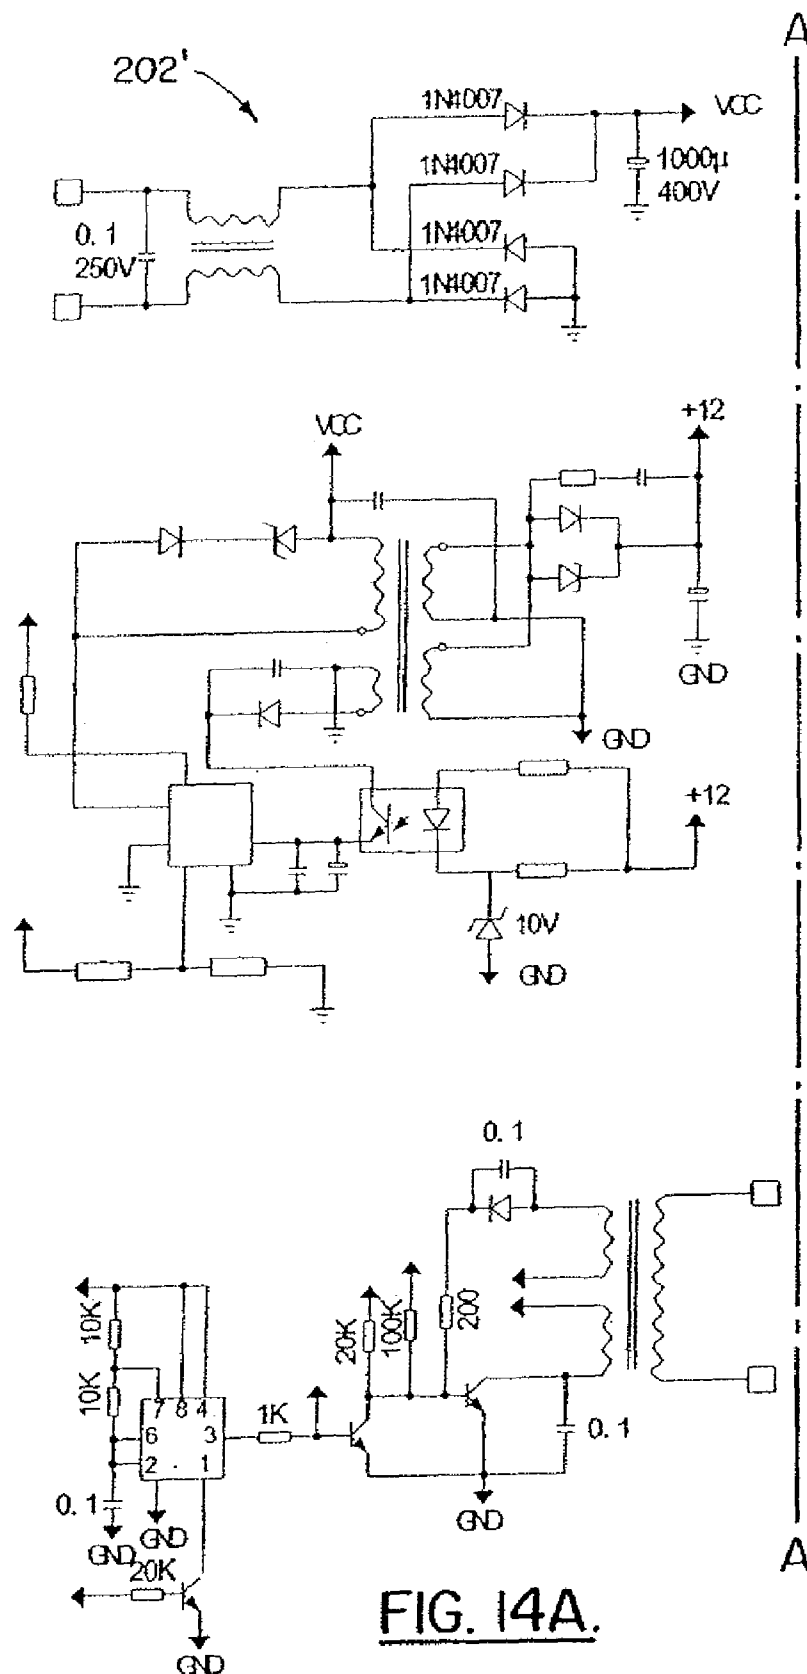 A
202'
1N4007
VCC
1N4007
1000µ
400V
0.1
250V
1N4007
1N4007
VCC
+12
GND
GND
+12
10V
GND
0.1
10K
20K
100K
200
10K
7 8 4
1K
6 3
0.1
2 1
0.1
GND
GND
GND
20K
GND
A
FIG. 14A.